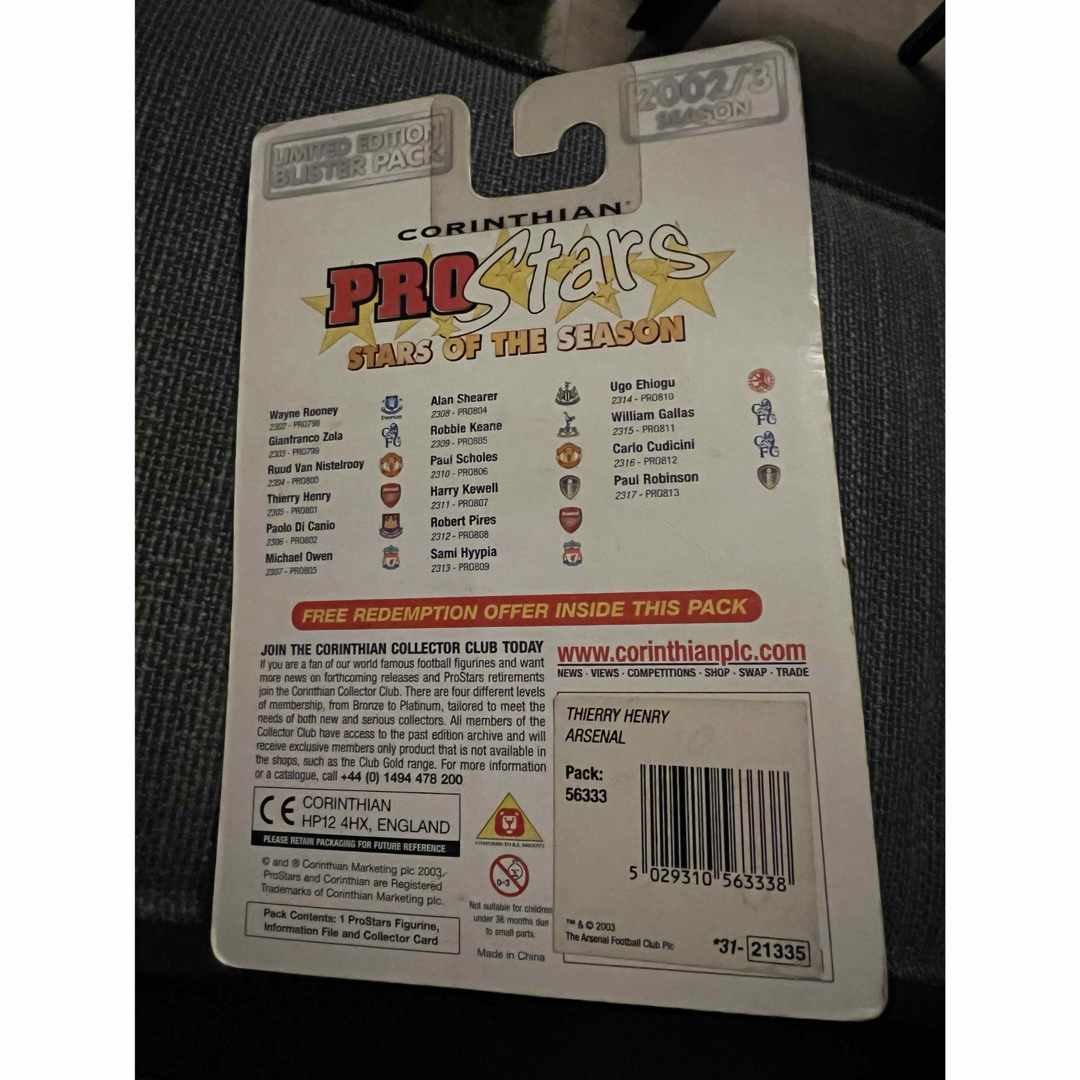 LIMITED EDITION
BLISTER PACK
2002/3
SEASON
CORINTHIAN®
PROStars
STARS OF THE SEASON
Wayne Rooney
2302 - PRO798
Gianfranco Zola
2303 - PRO799
Ruud Van Nistelrooy
2304 - PRO800
Thierry Henry
2305 - PRO801
Paolo Di Canio
2306 - PRO802
Michael Owen
2307 - PRO803
Everton
Alan Shearer
2308 - PRO804
Robbie Keane
2309 - PRO805
Paul Scholes
2310 - PRO806
Harry Kewell
2311 - PRO807
Robert Pires
2312 - PRO808
Sami Hyypia
2313 - PRO809
Arsenal
Ugo Ehiogu
2314 - PRO810
William Gallas
2315 - PRO811
Carlo Cudicini
2316 - PRO812
Paul Robinson
2317 - PRO813
FREE REDEMPTION OFFER INSIDE THIS PACK
JOIN THE CORINTHIAN COLLECTOR CLUB TODAY
If you are a fan of our world famous football figurines and want
more news on forthcoming releases and ProStars retirements
join the Corinthian Collector Club. There are four different levels
of membership, from Bronze to Platinum, tailored to meet the
needs of both new and serious collectors. All members of the
Collector Club have access to the past edition archive and will
receive exclusive members only product that is not available in
the shops, such as the Club Gold range. For more information
or a catalogue, call +44 (0) 1494 478 200
www.corinthianplc.com
NEWS · VIEWS · COMPETITIONS · SHOP · SWAP · TRADE
CE CORINTHIAN
HP12 4HX, ENGLAND
PLEASE RETAIN PACKAGING FOR FUTURE REFERENCE
© and ® Corinthian Marketing plc 2003.
ProStars and Corinthian are Registered
Trademarks of Corinthian Marketing plc.
Pack Contents: 1 ProStars Figurine,
Information File and Collector Card
0-3
Not suitable for children
under 36 months due
to small parts.
Made in China
THIERRY HENRY
ARSENAL
Pack:
56333
5 029310 563338
™ & © 2003
The Arsenal Football Club Plc
*31- 21335